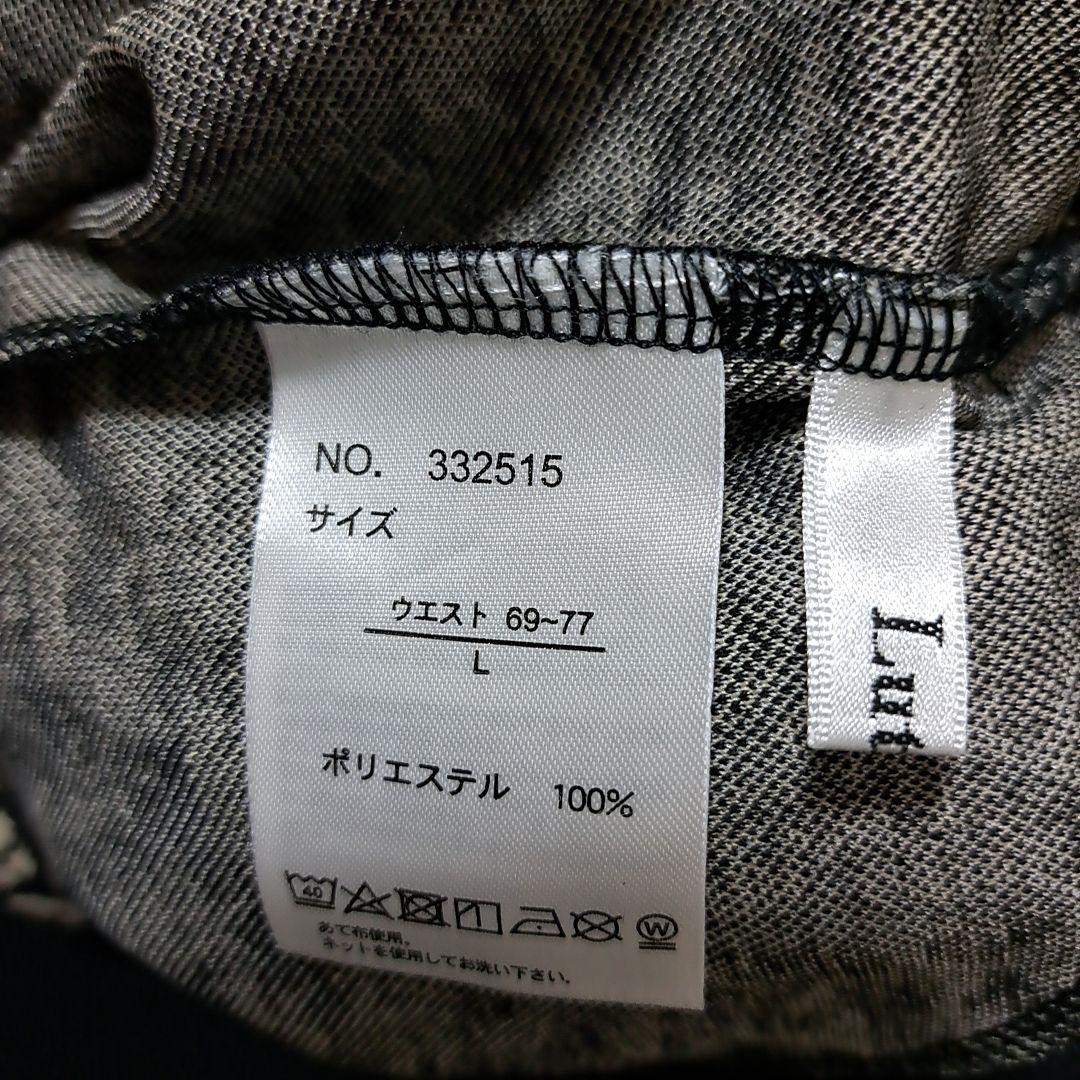 NO. 332515
サイズ
ウエスト 69~77
L
ポリエステル 100%
40
W
あて布使用。
ネットを使用してお洗い下さい。